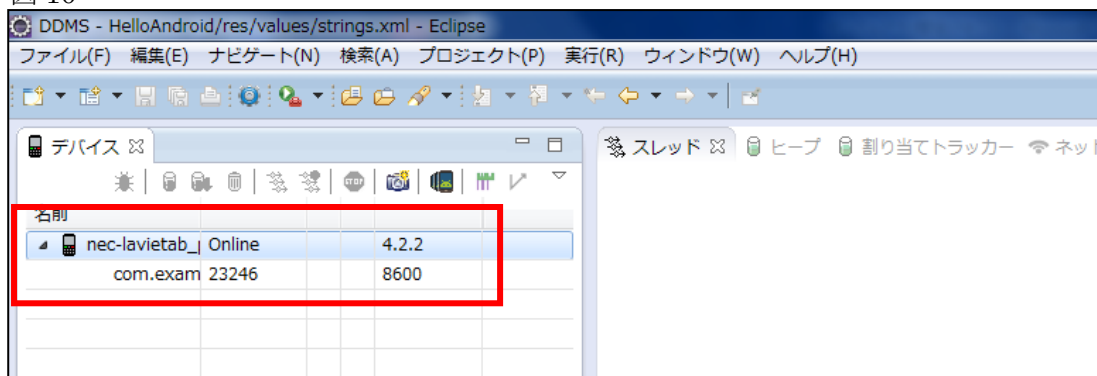 図 10
DDMS - HelloAndroid/res/values/strings.xml - Eclipse
ファイル(F) 編集(E) ナビゲート(N) 検索(A) プロジェクト(P) 実行(R) ウィンドウ(W) ヘルプ(H)
デバイス
スレッド ヒープ 割り当てトラッカー ネット
STOP
名前
nec-lavietab_ Online 4.2.2
com.exam 23246 8600